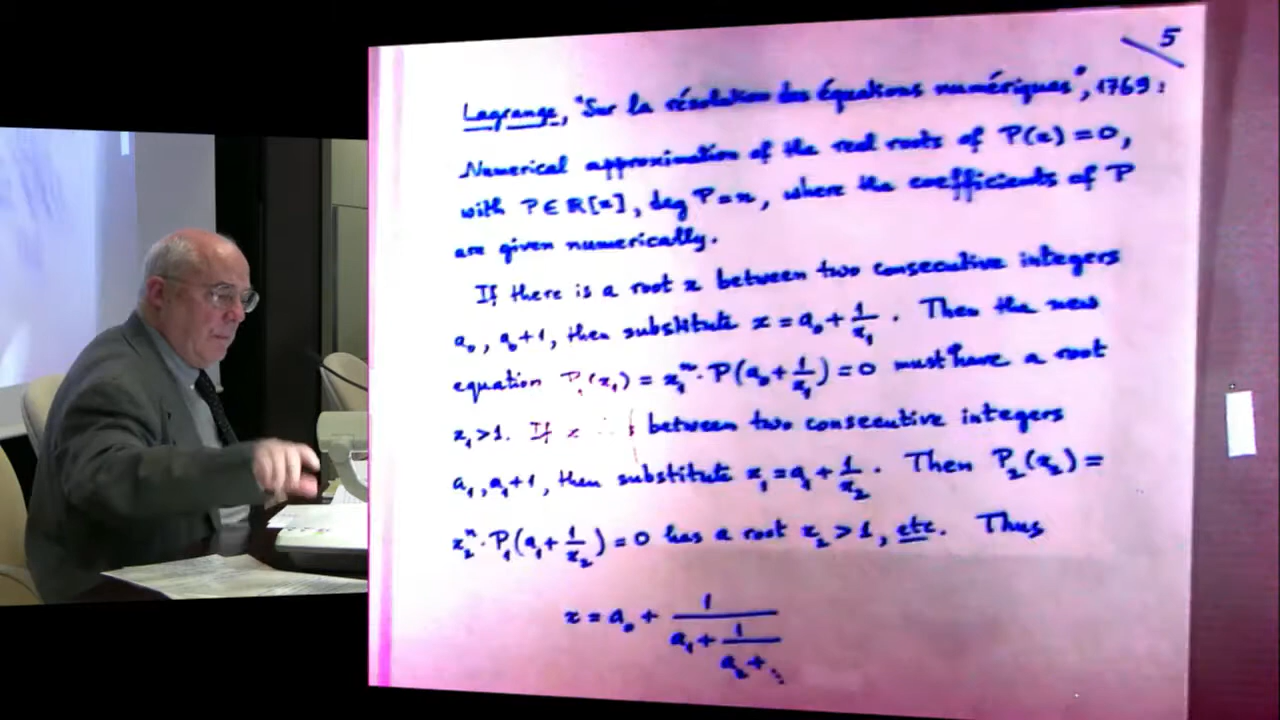 5
Lagrange, "Sur la résolution des équations numériques", 1769:
Numerical approximation of the real roots of P(x)=0,
with P∈R[x], deg P=n, where the coefficients of P
are given numerically.
If there is a root x between two consecutive integers
a₀, a₀+1, then substitute x = a₀ + 1/x₁. Then the new
equation P₁(x₁) = x₁ⁿ·P(a₀+1/x₁)=0 must have a root
x₁>1. If x between two consecutive integers
a₁, a₁+1, then substitute x₁ = a₁ + 1/x₂. Then P₂(x₂) =
x₂ⁿ·P₁(a₁+1/x₂)=0 has a root x₂>1, etc. Thus
x = a₀ + 1/(a₁ + 1/(a₂ + ⋱